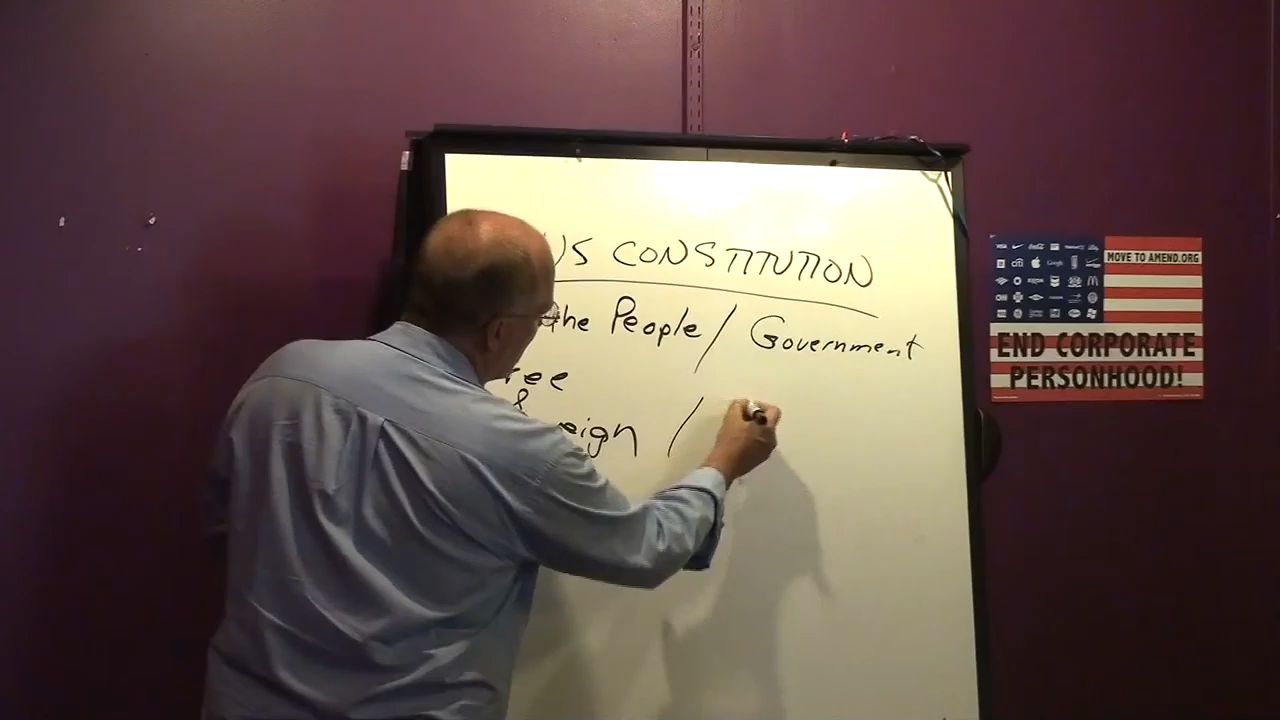 US CONSTITUTION
the People / Government
ree
&
eign /
MOVE TO AMEND.ORG
END CORPORATE
PERSONHOOD!